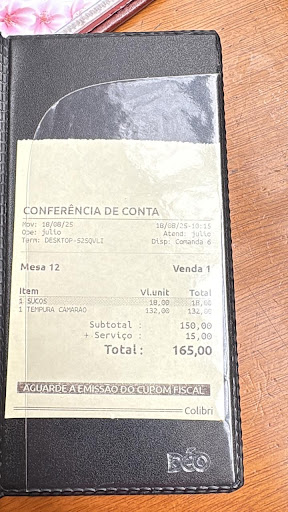 CONFERÊNCIA DE CONTA
Mov: 18/08/25 18/08/25-18:15
Ope: julio Atend: julio
Term: DESKTOP-525QVLI Disp: Comanda 6
Mesa 12 Venda 1
Item Vl.unit Total
1 SUCOS 18,00 18,00
1 TEMPURA CAMARAO 132,00 132,00
Subtotal : 150,00
+ Serviço : 15,00
Total: 165,00
AGUARDE A EMISSÃO DO CUPOM FISCAL
Colibri
DĒO